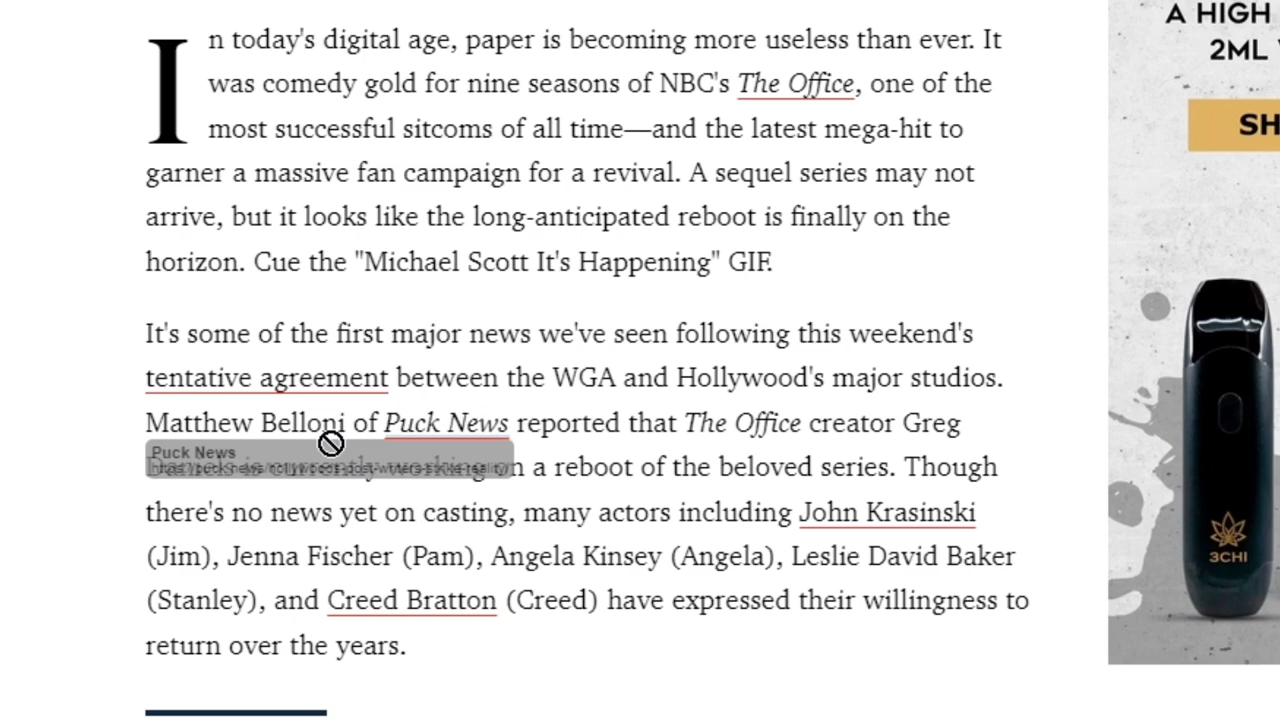 In today's digital age, paper is becoming more useless than ever. It
was comedy gold for nine seasons of NBC's The Office, one of the
most successful sitcoms of all time—and the latest mega-hit to
garner a massive fan campaign for a revival. A sequel series may not
arrive, but it looks like the long-anticipated reboot is finally on the
horizon. Cue the "Michael Scott It's Happening" GIF.
It's some of the first major news we've seen following this weekend's
tentative agreement between the WGA and Hollywood's major studios.
Matthew Belloni of Puck News reported that The Office creator Greg
Puck News
a reboot of the beloved series. Though
there's no news yet on casting, many actors including John Krasinski
(Jim), Jenna Fischer (Pam), Angela Kinsey (Angela), Leslie David Baker
(Stanley), and Creed Bratton (Creed) have expressed their willingness to
return over the years.
A HIGH
2ML
SH
3CHI